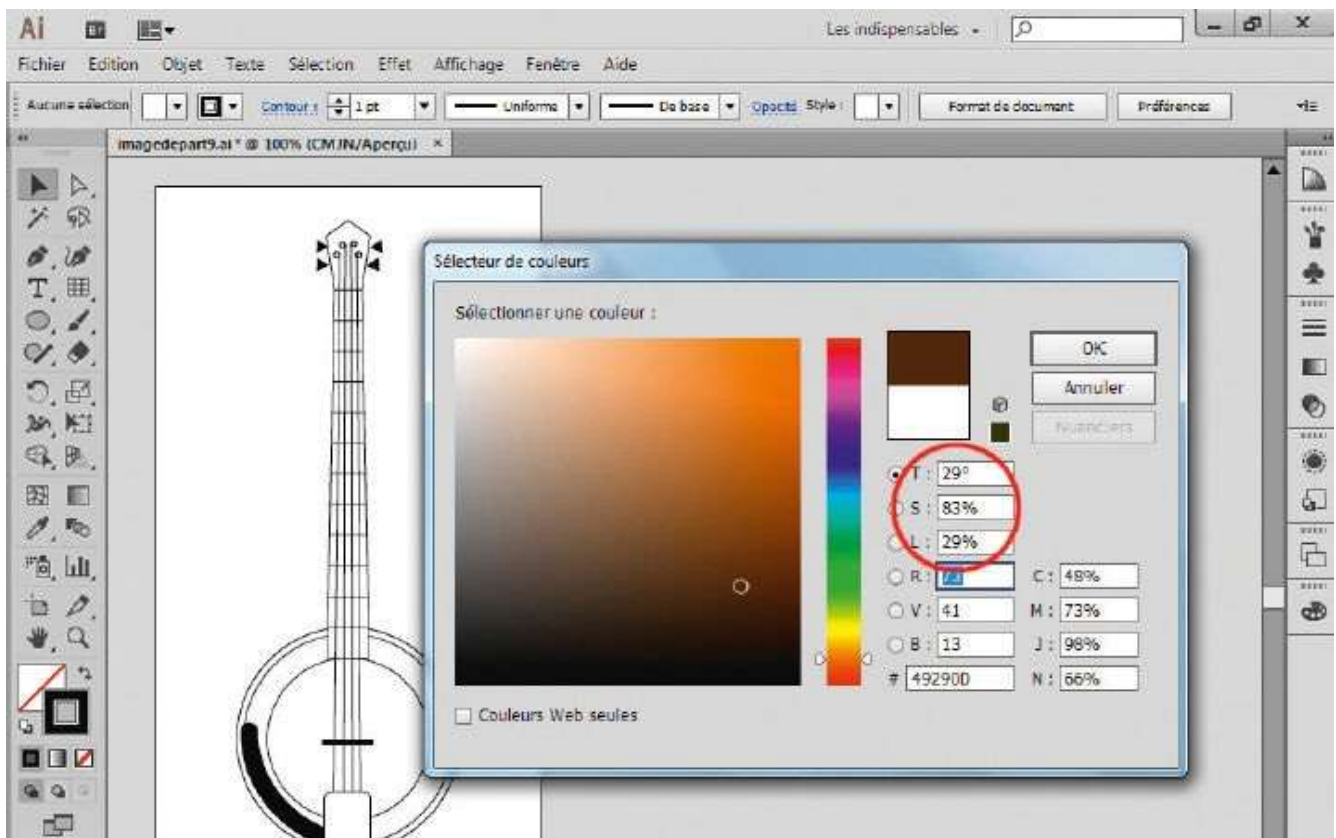 Ai Br
Les indispensables
Fichier Edition Objet Texte Sélection Effet Affichage Fenêtre Aide
Aucune sélection Contour : 1 pt Uniforme De base Opacité Style : Format de document Préférences
imagedepart9.ai* @ 100% (CMJN/Aperçu) ×
Sélecteur de couleurs
Sélectionner une couleur :
OK
Annuler
Nuanciers
T : 29°
S : 83%
L : 29%
R : 73 C : 48%
V : 41 M : 73%
B : 13 J : 98%
# 49290D N : 66%
Couleurs Web seules